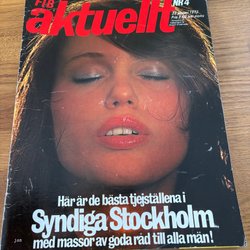 FIB
aktuellt
NR 4
Här är de bästa tjejställena i
Syndiga Stockholm
med massor av goda råd till alla män!